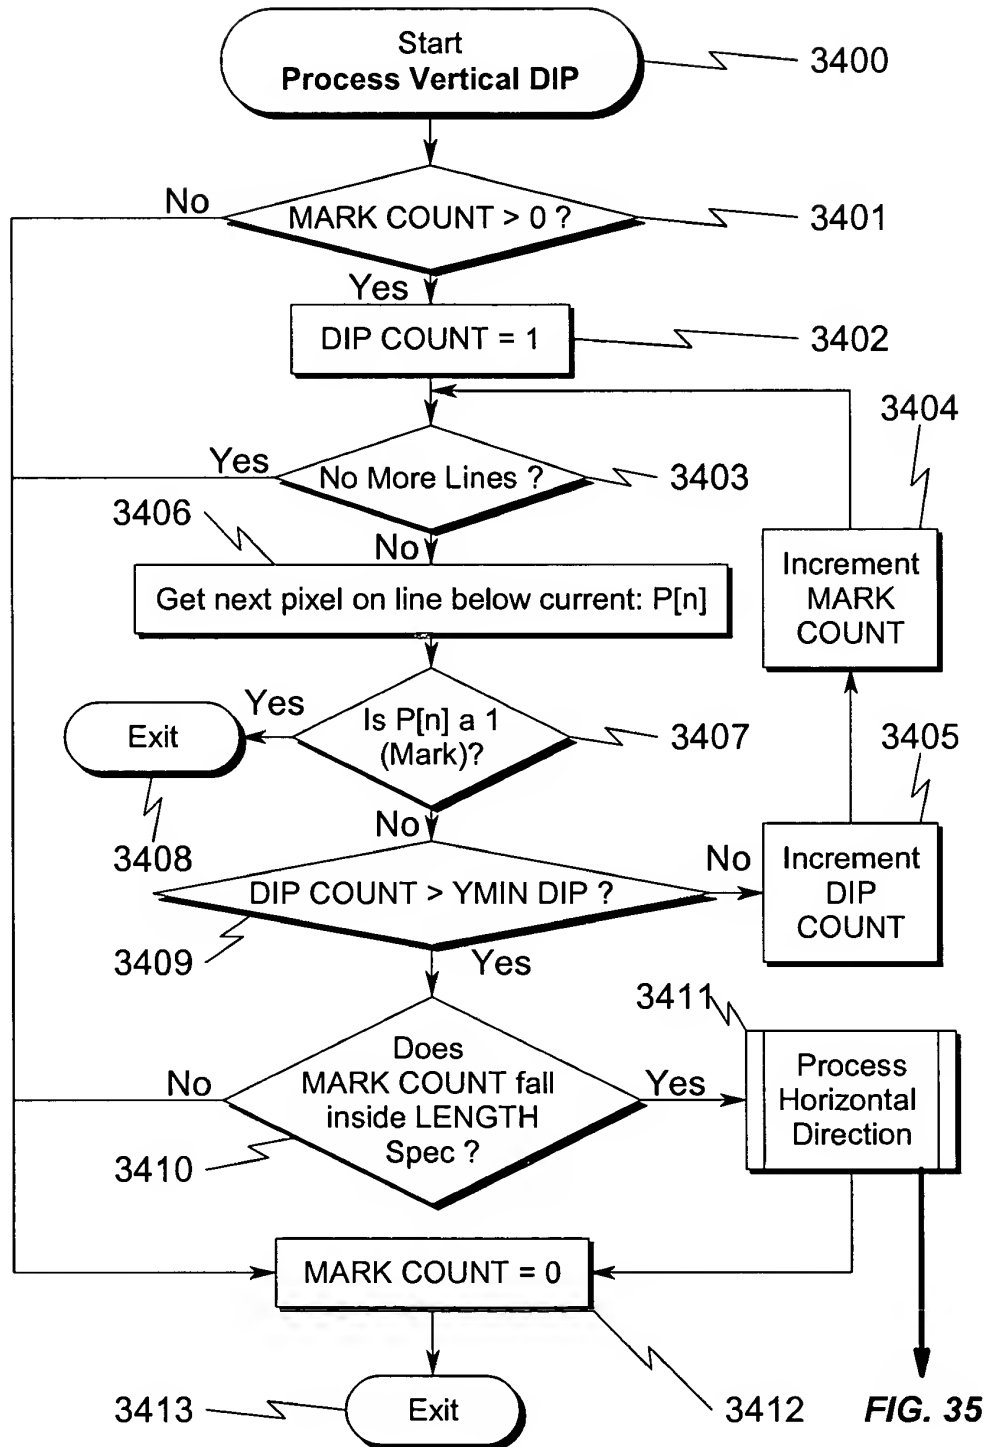 Start
Process Vertical DIP
3400
No
MARK COUNT > 0 ?
3401
Yes
DIP COUNT = 1
3402
3404
Yes
No More Lines ?
3403
3406
No
Increment
MARK
COUNT
Get next pixel on line below current: P[n]
Yes
Exit
Is P[n] a 1
(Mark)?
3407
3405
3408
No
No
Increment
DIP
COUNT
DIP COUNT > YMIN DIP ?
3409
Yes
3411
Does
MARK COUNT fall
inside LENGTH
Spec ?
No
Yes
Process
Horizontal
Direction
3410
MARK COUNT = 0
3413
Exit
3412
FIG. 35